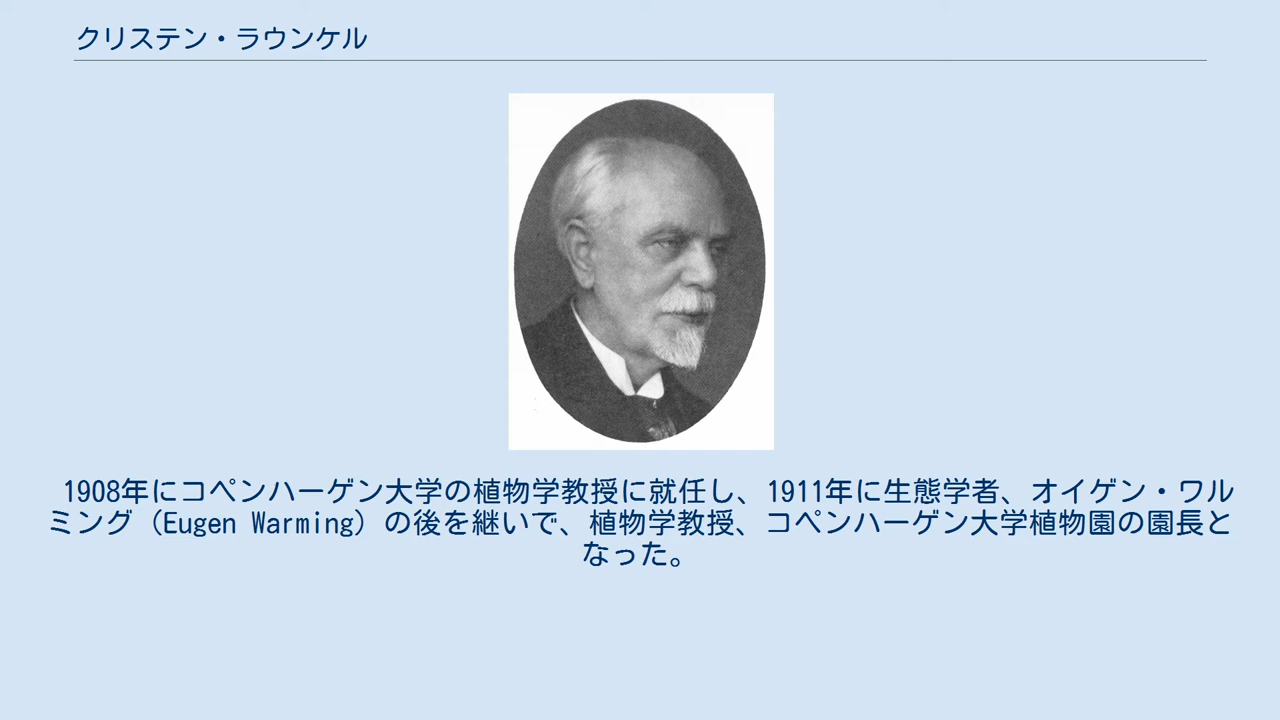 クリステン・ラウンケル
1908年にコペンハーゲン大学の植物学教授に就任し、1911年に生態学者、オイゲン・ワル
ミング（Eugen Warming）の後を継いで、植物学教授、コペンハーゲン大学植物園の園長と
なった。